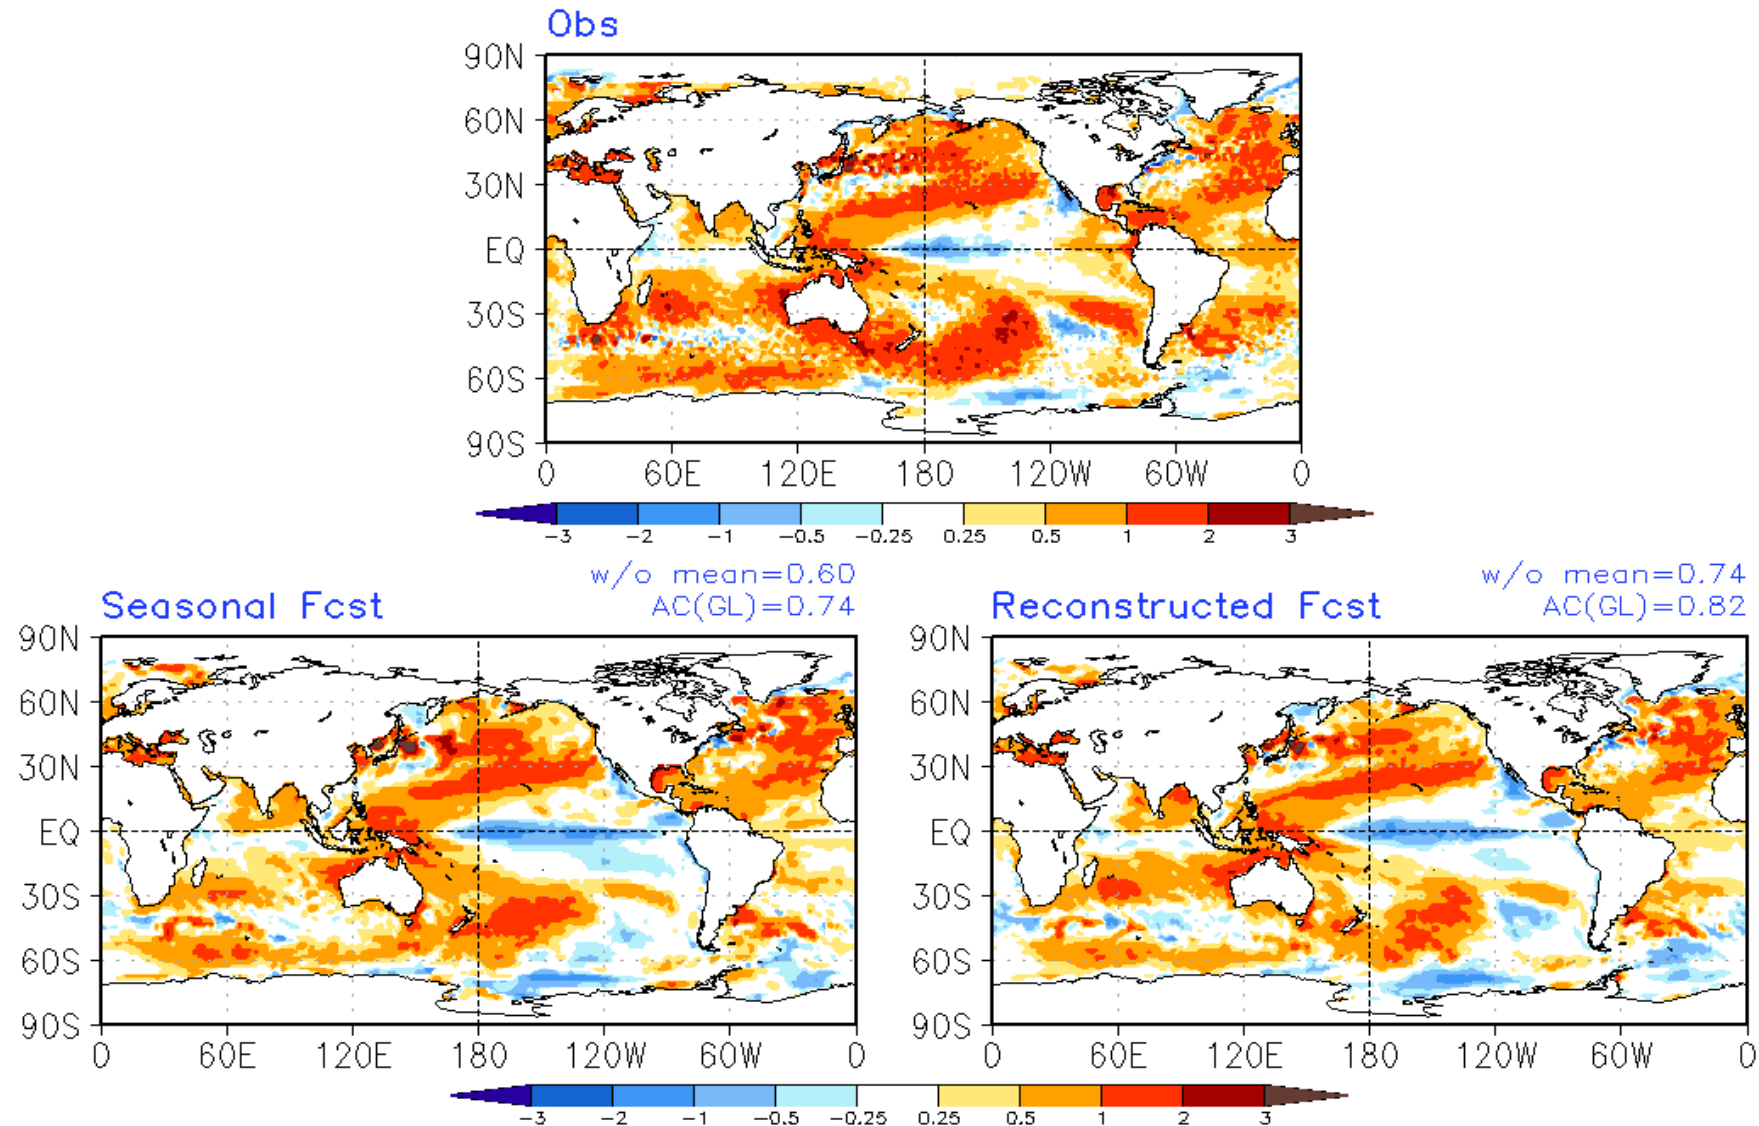 Obs
90N
60N
30N
EQ
30S
60S
90S
0 60E 120E 180 120W 60W 0
-3 -2 -1 -0.5 -0.25 0.25 0.5 1 2 3
w/o mean=0.60
Seasonal Fcst AC(GL)=0.74
90N
60N
30N
EQ
30S
60S
90S
0 60E 120E 180 120W 60W 0
w/o mean=0.74
Reconstructed Fcst AC(GL)=0.82
90N
60N
30N
EQ
30S
60S
90S
0 60E 120E 180 120W 60W 0
-3 -2 -1 -0.5 -0.25 0.25 0.5 1 2 3